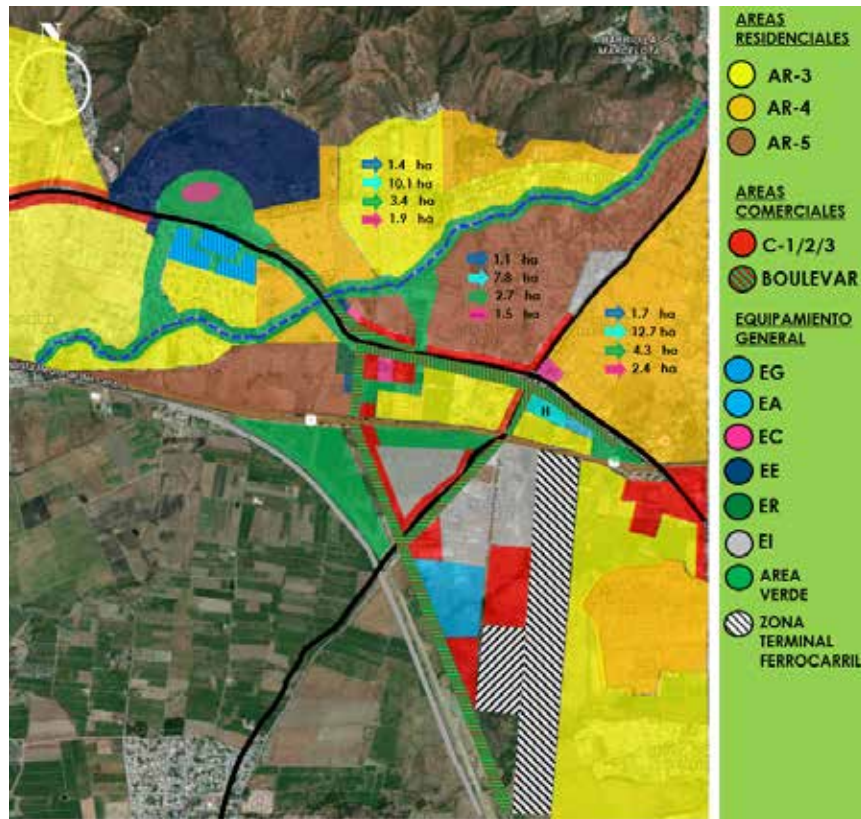 N
MARCELOTA
1.4 ha
10.1 ha
3.4 ha
1.9 ha
1.1 ha
7.8 ha
2.7 ha
1.5 ha
1.7 ha
12.7 ha
4.3 ha
2.4 ha
H
AREAS
RESIDENCIALES
AR-3
AR-4
AR-5
AREAS
COMERCIALES
C-1/2/3
BOULEVAR
EQUIPAMIENTO
GENERAL
EG
EA
EC
EE
ER
EI
AREA
VERDE
ZONA
TERMINAL
FERROCARRIL